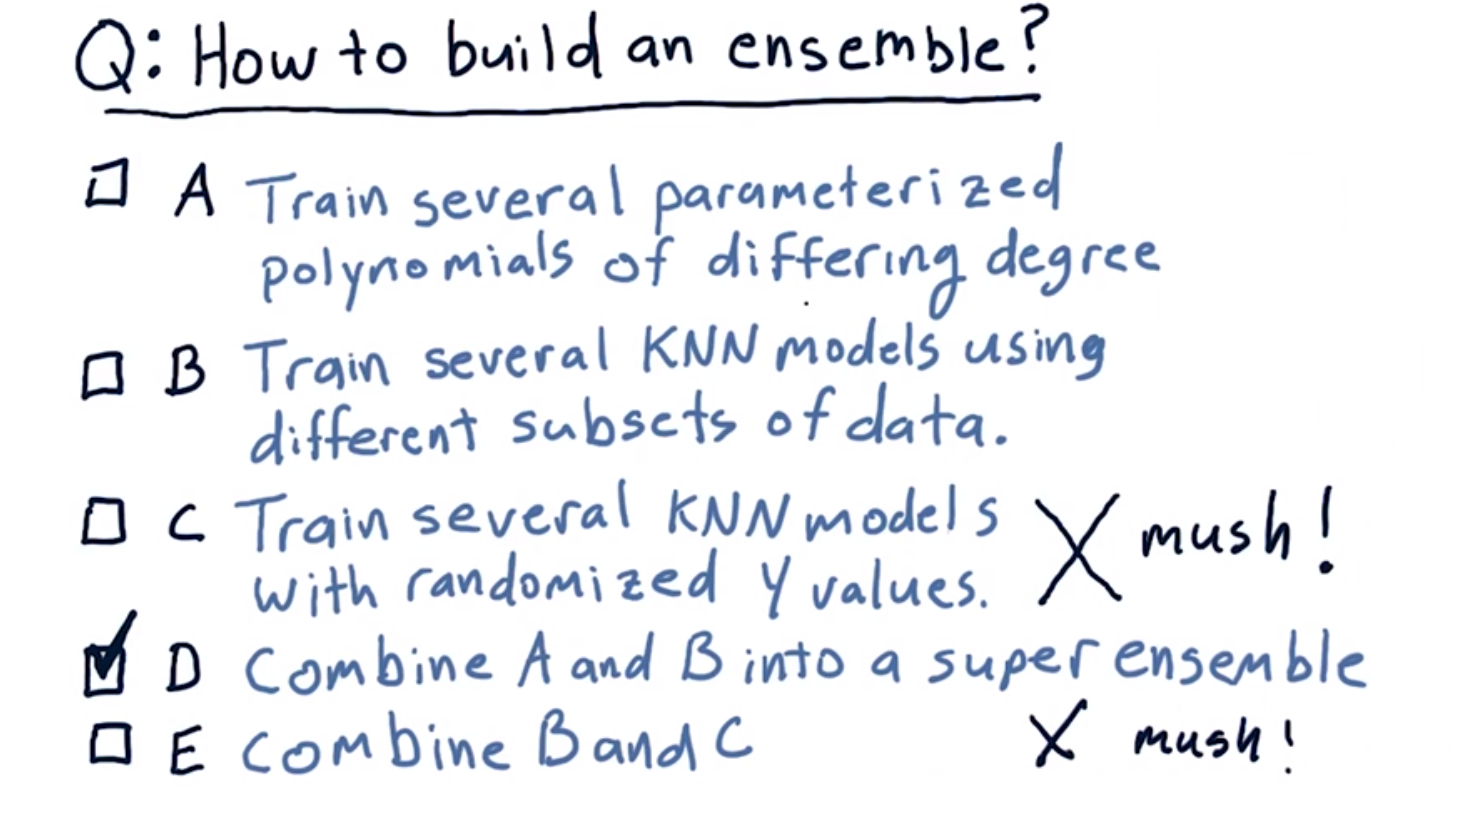 Q: How to build an ensemble?
A Train several parameterized
polynomials of differing degree
B Train several KNN models using
different subsets of data.
C Train several KNN models
with randomized Y values.
X mush!
D Combine A and B into a super ensemble
E Combine B and C
X mush!